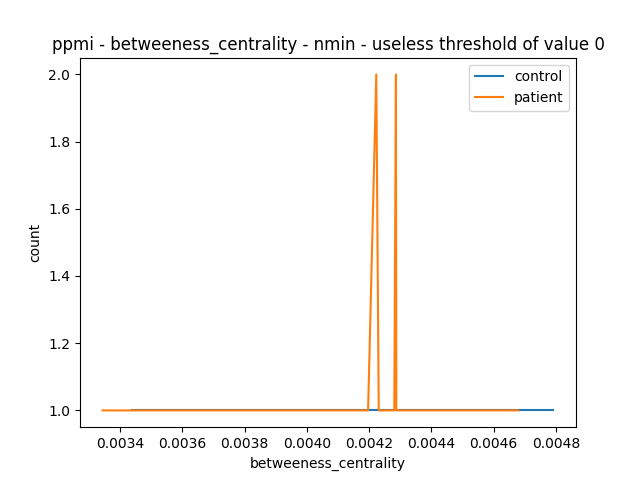 ppmi - betweeness_centrality - nmin - useless threshold of value 0
control
patient
2.0
1.8
1.6
1.4
1.2
1.0
count
0.0034 0.0036 0.0038 0.0040 0.0042 0.0044 0.0046 0.0048
betweeness_centrality